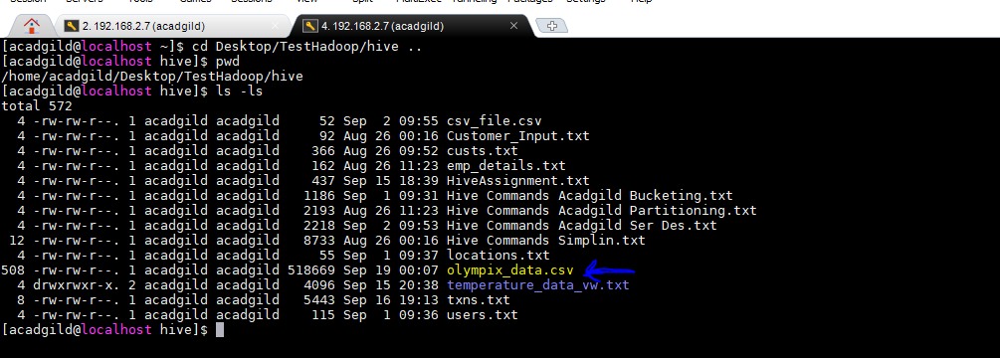 Servers Tools Games Sessions View Split MultiExec Tunneling Packages Settings Help
2. 192.168.2.7 (acadgild) 4. 192.168.2.7 (acadgild)
[acadgild@localhost ~]$ cd Desktop/TestHadoop/hive ..
[acadgild@localhost hive]$ pwd
/home/acadgild/Desktop/TestHadoop/hive
[acadgild@localhost hive]$ ls -ls
total 572
4 -rw-rw-r--. 1 acadgild acadgild 52 Sep 2 09:55 csv_file.csv
4 -rw-rw-r--. 1 acadgild acadgild 92 Aug 26 00:16 Customer_Input.txt
4 -rw-rw-r--. 1 acadgild acadgild 366 Aug 26 09:52 custs.txt
4 -rw-rw-r--. 1 acadgild acadgild 162 Aug 26 11:23 emp_details.txt
4 -rw-rw-r--. 1 acadgild acadgild 437 Sep 15 18:39 HiveAssignment.txt
4 -rw-rw-r--. 1 acadgild acadgild 1186 Sep 1 09:31 Hive Commands Acadgild Bucketing.txt
4 -rw-rw-r--. 1 acadgild acadgild 2193 Aug 26 11:23 Hive Commands Acadgild Partitioning.txt
4 -rw-rw-r--. 1 acadgild acadgild 2218 Sep 2 09:53 Hive Commands Acadgild Ser Des.txt
12 -rw-rw-r--. 1 acadgild acadgild 8733 Aug 26 00:16 Hive Commands Simplin.txt
4 -rw-rw-r--. 1 acadgild acadgild 55 Sep 1 09:37 locations.txt
508 -rw-rw-r--. 1 acadgild acadgild 518669 Sep 19 00:07 olympix_data.csv
4 drwxrwxr-x. 2 acadgild acadgild 4096 Sep 15 20:38 temperature_data_vw.txt
8 -rw-rw-r--. 1 acadgild acadgild 5443 Sep 16 19:13 txns.txt
4 -rw-rw-r--. 1 acadgild acadgild 115 Sep 1 09:36 users.txt
[acadgild@localhost hive]$